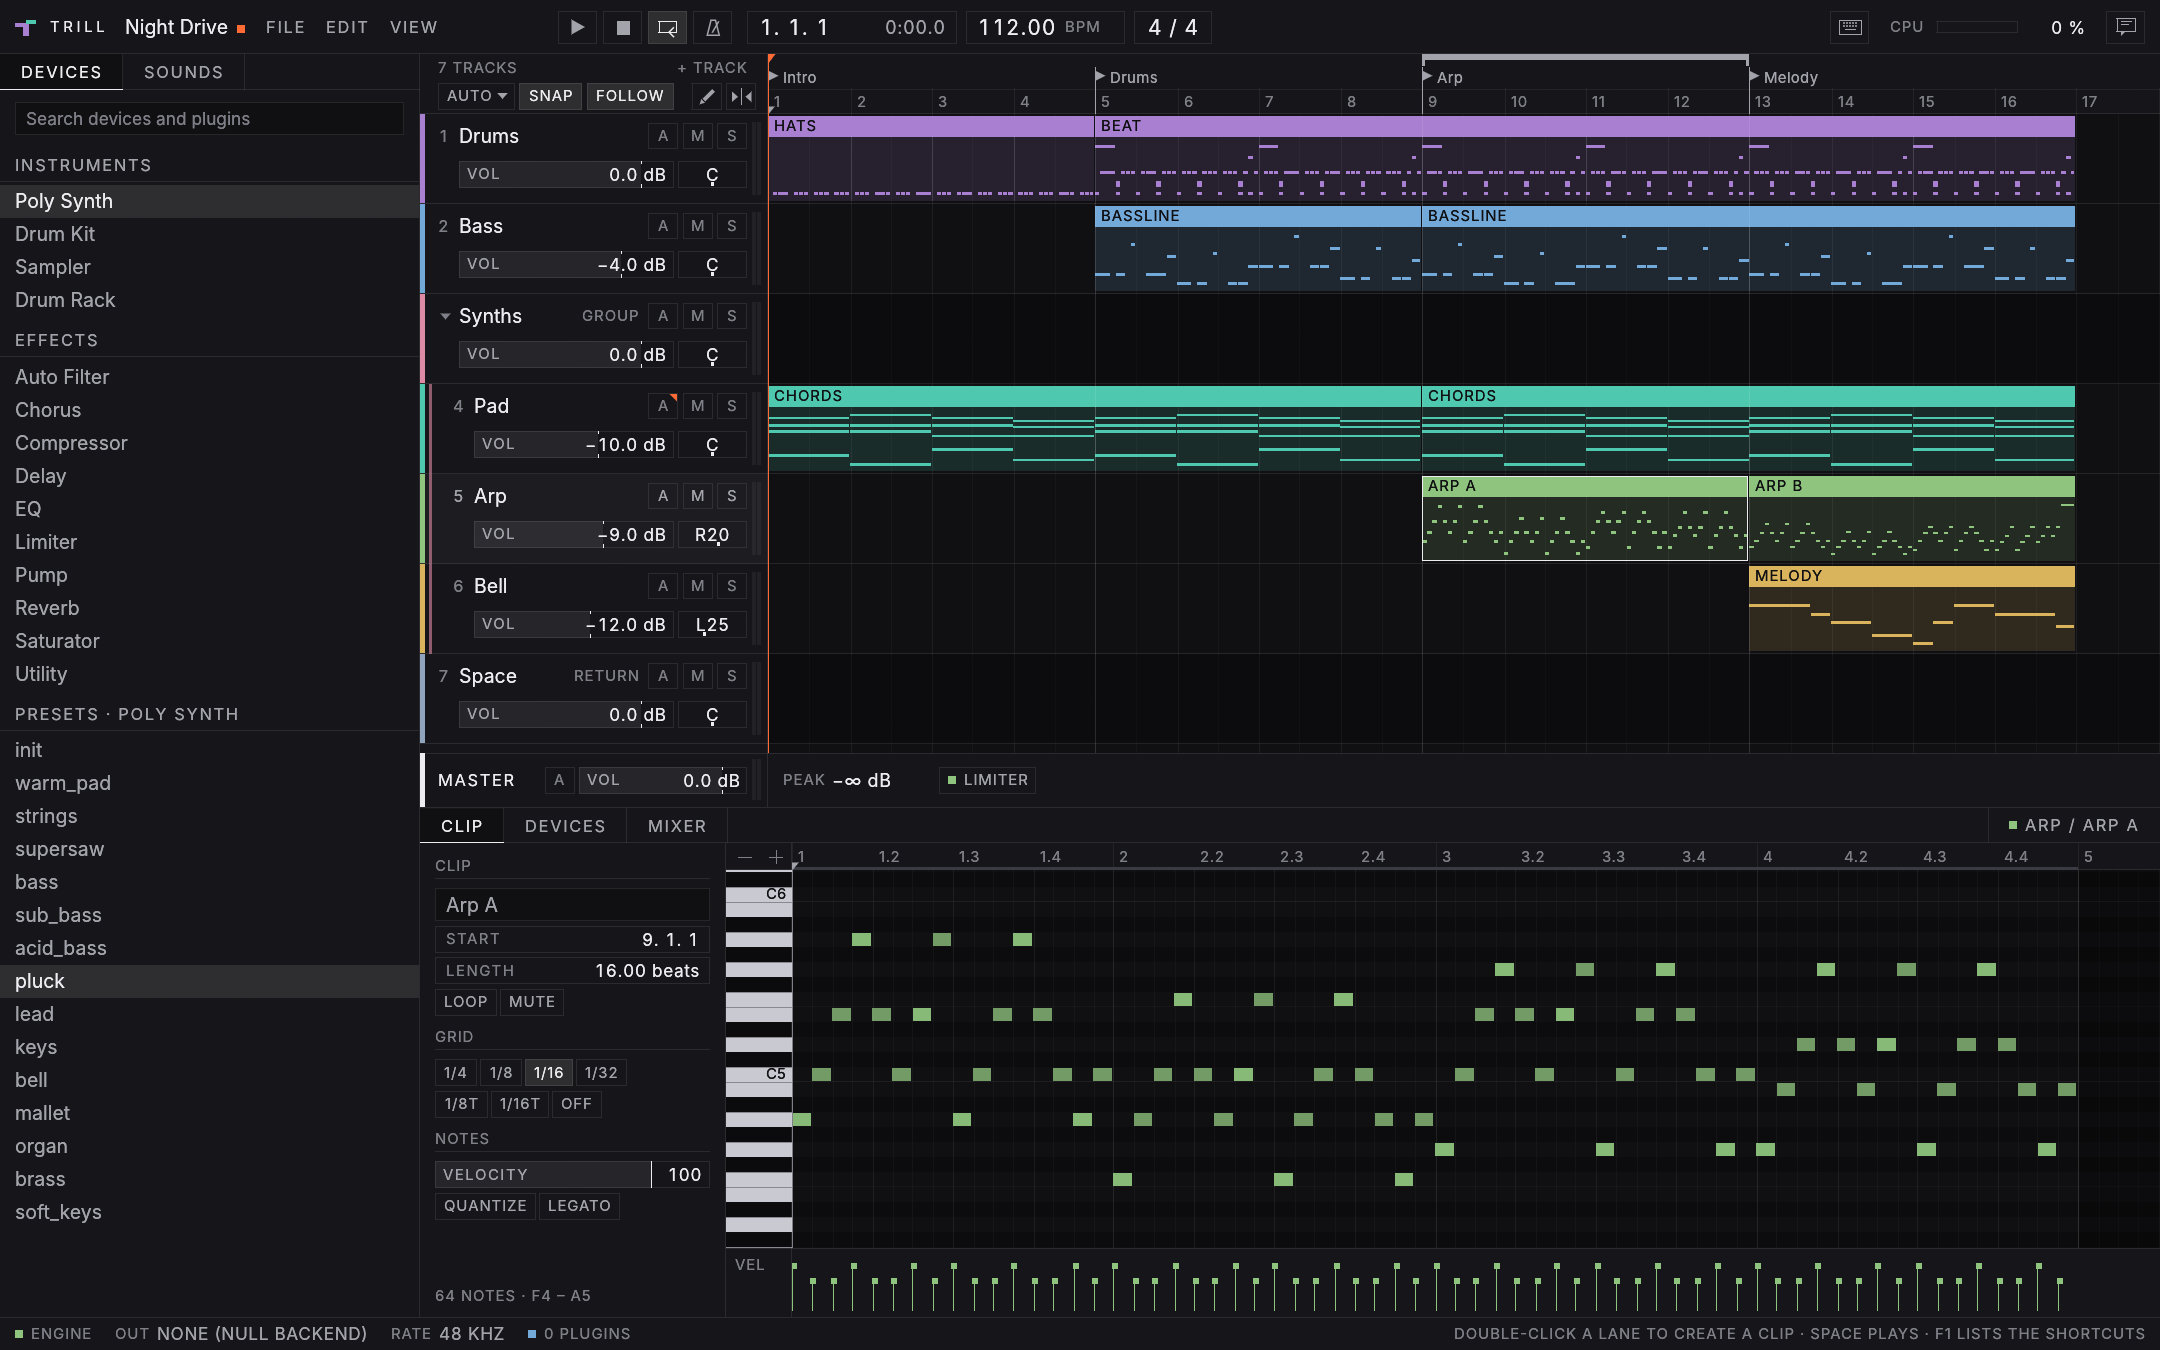 TRILL Night Drive FILE EDIT VIEW 1. 1. 1 0:00.0 112.00 BPM 4 / 4 CPU 0 %
DEVICES SOUNDS
Search devices and plugins
INSTRUMENTS
Poly Synth
Drum Kit
Sampler
Drum Rack
EFFECTS
Auto Filter
Chorus
Compressor
Delay
EQ
Limiter
Pump
Reverb
Saturator
Utility
PRESETS · POLY SYNTH
init
warm_pad
strings
supersaw
bass
sub_bass
acid_bass
pluck
lead
keys
bell
mallet
organ
brass
soft_keys
7 TRACKS + TRACK
AUTO SNAP FOLLOW
Intro Drums Arp Melody
1 2 3 4 5 6 7 8 9 10 11 12 13 14 15 16 17
1 Drums A M S
VOL 0.0 dB C
HATS BEAT
2 Bass A M S
VOL −4.0 dB C
BASSLINE BASSLINE
Synths GROUP A M S
VOL 0.0 dB C
4 Pad A M S
VOL −10.0 dB C
CHORDS CHORDS
5 Arp A M S
VOL −9.0 dB R20
ARP A ARP B
6 Bell A M S
VOL −12.0 dB L25
MELODY
7 Space RETURN A M S
VOL 0.0 dB C
MASTER A VOL 0.0 dB PEAK −∞ dB LIMITER
CLIP DEVICES MIXER ARP / ARP A
CLIP
Arp A
START 9. 1. 1
LENGTH 16.00 beats
LOOP MUTE
GRID
1/4 1/8 1/16 1/32
1/8T 1/16T OFF
NOTES
VELOCITY 100
QUANTIZE LEGATO
64 NOTES · F4 – A5
1 1.2 1.3 1.4 2 2.2 2.3 2.4 3 3.2 3.3 3.4 4 4.2 4.3 4.4 5
C6
C5
VEL
ENGINE OUT NONE (NULL BACKEND) RATE 48 KHZ 0 PLUGINS
DOUBLE-CLICK A LANE TO CREATE A CLIP · SPACE PLAYS · F1 LISTS THE SHORTCUTS